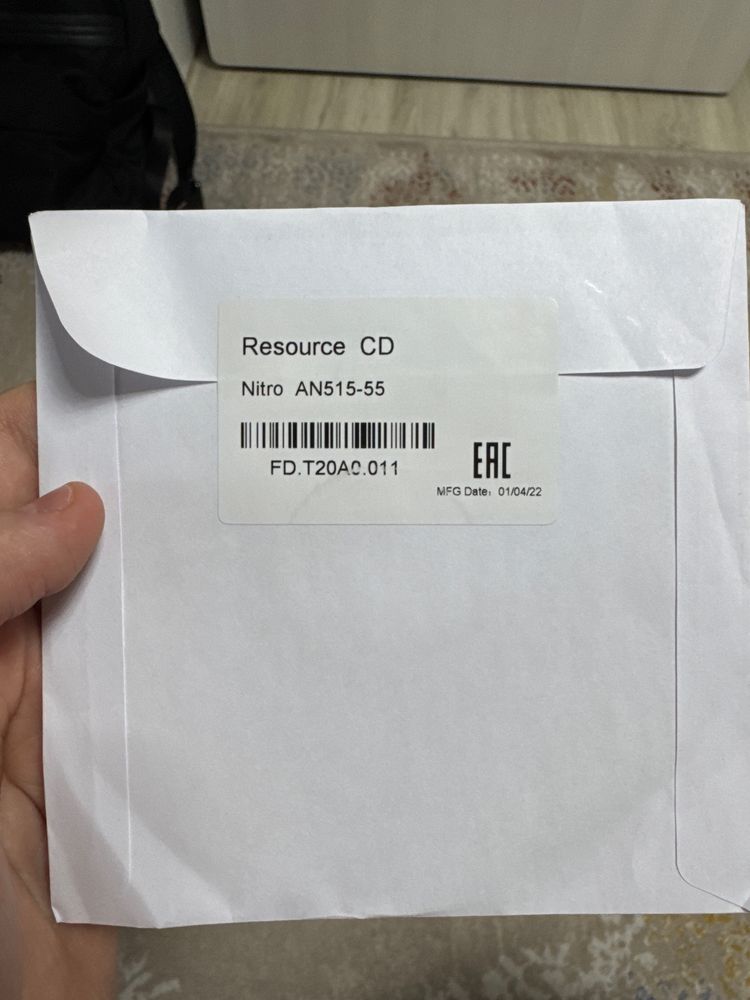 Resource CD
Nitro AN515-55
FD.T20A0.011
EAC
MFG Date: 01/04/22